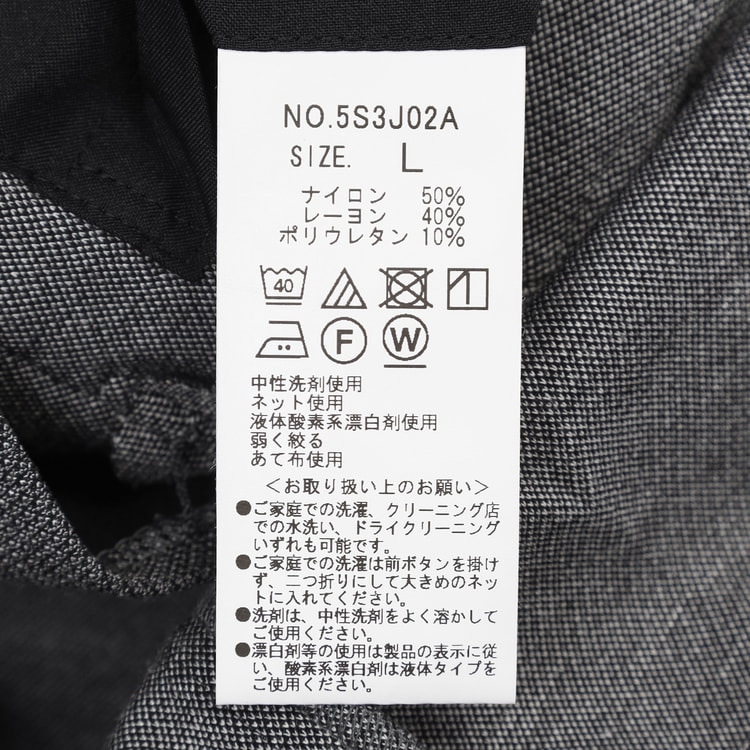 NO.5S3J02A
SIZE. L
ナイロン 50%
レーヨン 40%
ポリウレタン 10%
40
F W
中性洗剤使用
ネット使用
液体酸素系漂白剤使用
弱く絞る
あて布使用
＜お取り扱い上のお願い＞
●ご家庭での洗濯、クリーニング店
での水洗い、ドライクリーニング
いずれも可能です。
●ご家庭での洗濯は前ボタンを掛け
ず、二つ折りにして大きめのネッ
トに入れてください。
●洗剤は、中性洗剤をよく溶かして
ご使用ください。
●漂白剤等の使用は製品の表示に従
い、酸素系漂白剤は液体タイプを
ご使用ください。